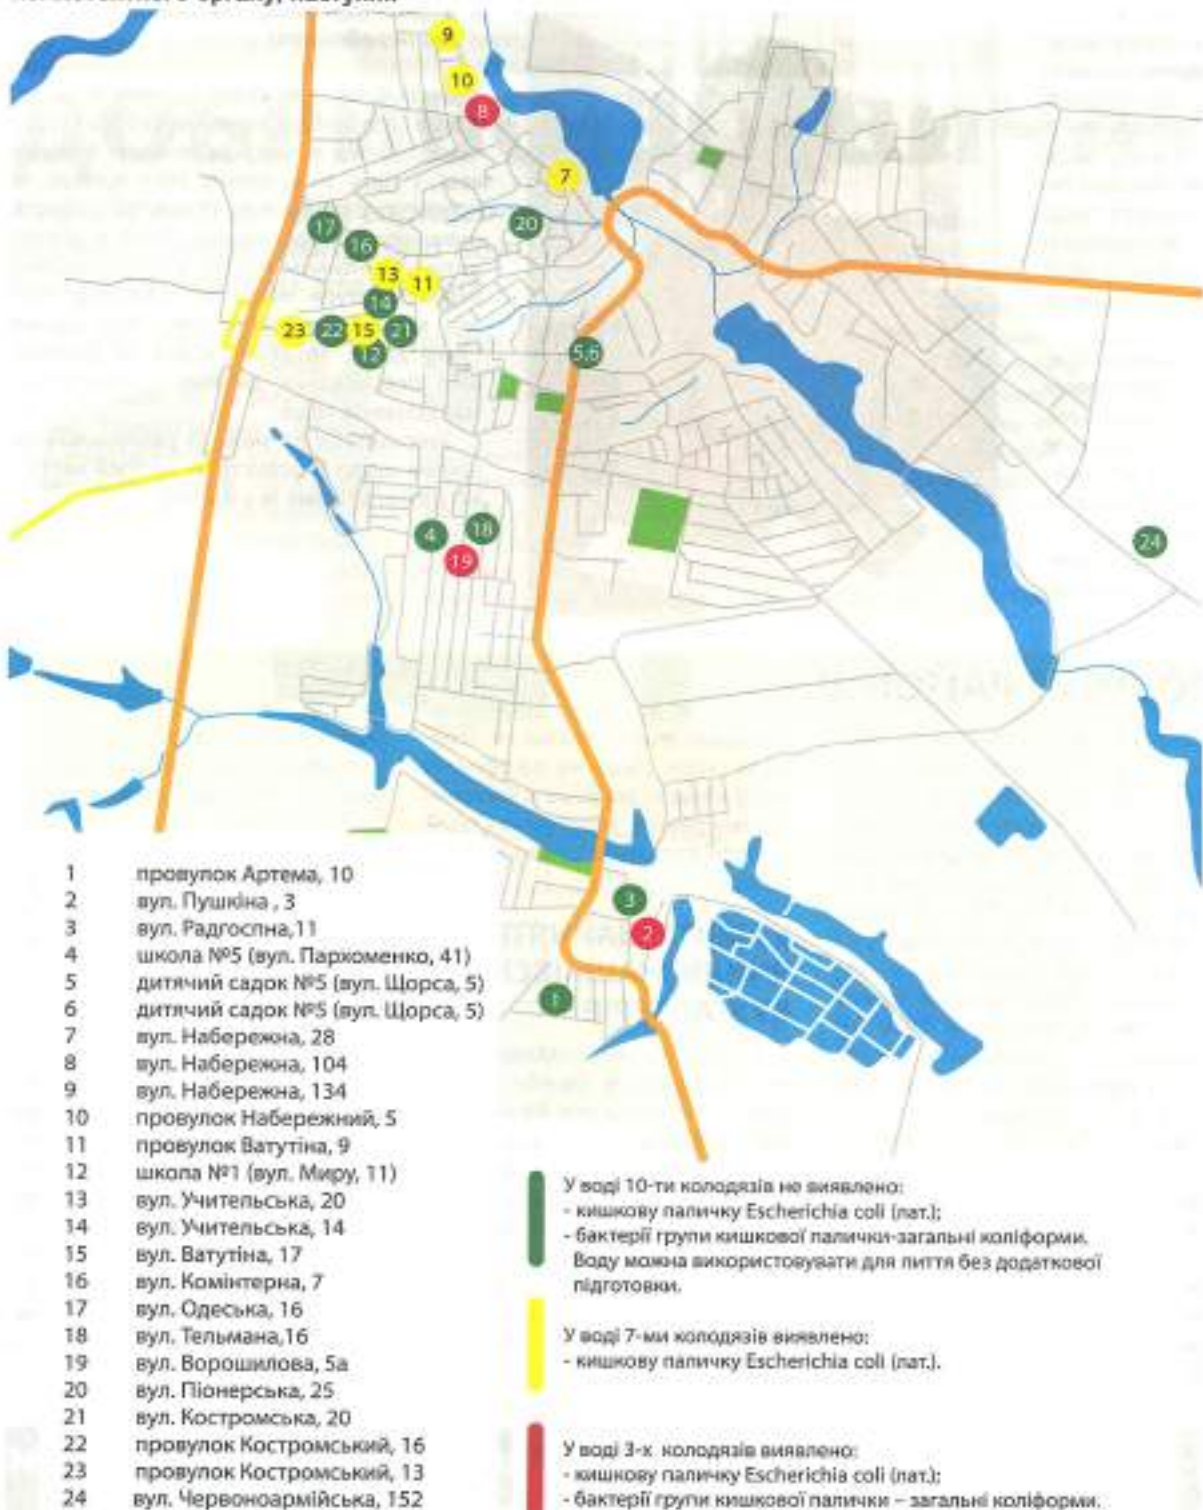 9
10
8
7
17
20
16
13
11
14
23
22
15
21
12
5,6
4
18
19
24
3
2
1
1 провулок Артема, 10
2 вул. Пушкіна , 3
3 вул. Радгоспна,11
4 школа №5 (вул. Пархоменко, 41)
5 дитячий садок №5 (вул. Щорса, 5)
6 дитячий садок №5 (вул. Щорса, 5)
7 вул. Набережна, 28
8 вул. Набережна, 104
9 вул. Набережна, 134
10 провулок Набережний, 5
11 провулок Ватутіна, 9
12 школа №1 (вул. Миру, 11)
13 вул. Учительська, 20
14 вул. Учительська, 14
15 вул. Ватутіна, 17
16 вул. Комінтерна, 7
17 вул. Одеська, 16
18 вул. Тельмана,16
19 вул. Ворошилова, 5а
20 вул. Піонерська, 25
21 вул. Костромська, 20
22 провулок Костромський, 16
23 провулок Костромський, 13
24 вул. Червоноармійська, 152
У воді 10-ти колодязів не виявлено:
- кишкову паличку Escherichia coli (лат.);
- бактерії групи кишкової палички-загальні коліформи.
Воду можна використовувати для пиття без додаткової
підготовки.
У воді 7-ми колодязів виявлено:
- кишкову паличку Escherichia coli (лат.).
У воді 3-х колодязів виявлено:
- кишкову паличку Escherichia coli (лат.);
- бактерії групи кишкової палички – загальні коліформи.